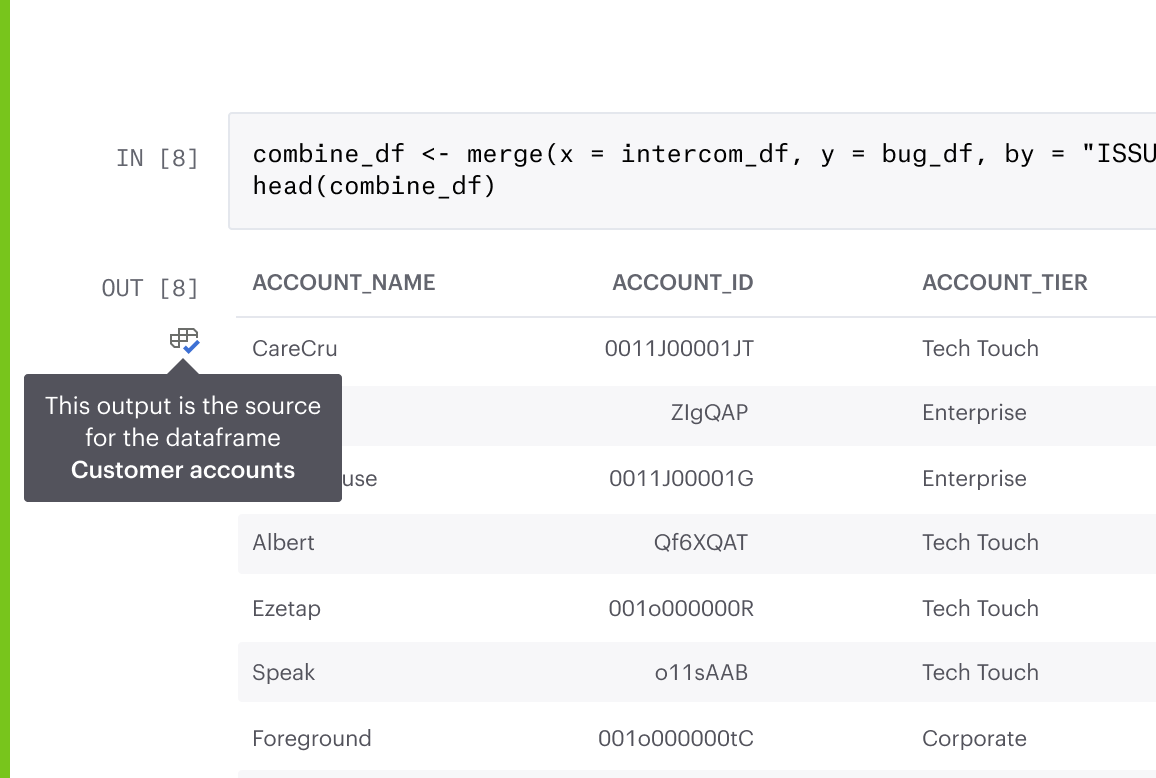 IN [8]
combine_df <- merge(x = intercom_df, y = bug_df, by = "ISSU
head(combine_df)
OUT [8]
ACCOUNT_NAME ACCOUNT_ID ACCOUNT_TIER
CareCru 0011J00001JT Tech Touch
This output is the source
for the dataframe
Customer accounts
ZIgQAP Enterprise
use 0011J00001G Enterprise
Albert Qf6XQAT Tech Touch
Ezetap 001o000000R Tech Touch
Speak o11sAAB Tech Touch
Foreground 001o000000tC Corporate